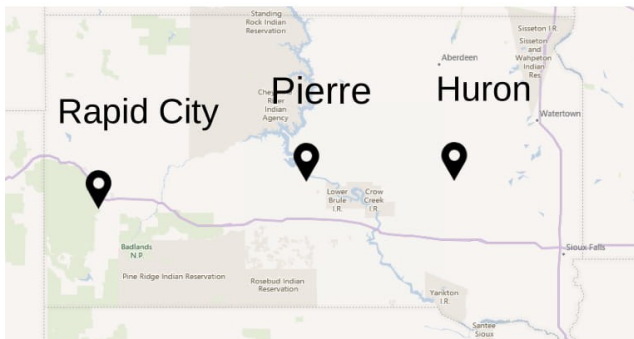 Standing
Rock Indian
Reservation
Sisseton I.R.
Sisseton
and
Wahpeton
Indian
Res
Aberdeen
Pierre
Huron
Rapid City
River
Indian
Agency
Watertown
Lower
Brule
I.R.
Crow
Creek
I.R.
Badlands
N.P.
Sioux Falls
Pine Ridge Indian Reservation
Rosebud Indian
Reservation
Yankton
I.R.
Santee
Sioux